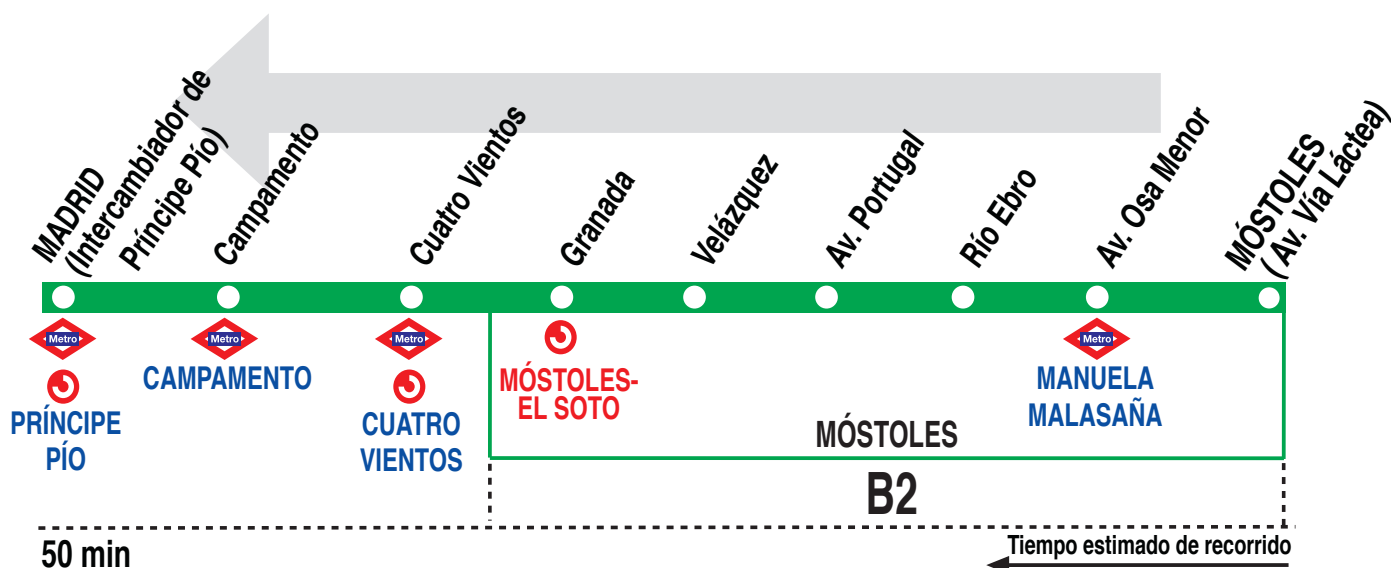 MADRID
(Intercambiador de
Príncipe Pío)
Campamento
Cuatro Vientos
Granada
Velázquez
Av. Portugal
Río Ebro
Av. Osa Menor
MÓSTOLES
( Av. Vía Láctea)
Metro
Metro
Metro
Metro
PRÍNCIPE
PÍO
CAMPAMENTO
CUATRO
VIENTOS
MÓSTOLES-
EL SOTO
MANUELA
MALASAÑA
MÓSTOLES
B2
50 min
Tiempo estimado de recorrido